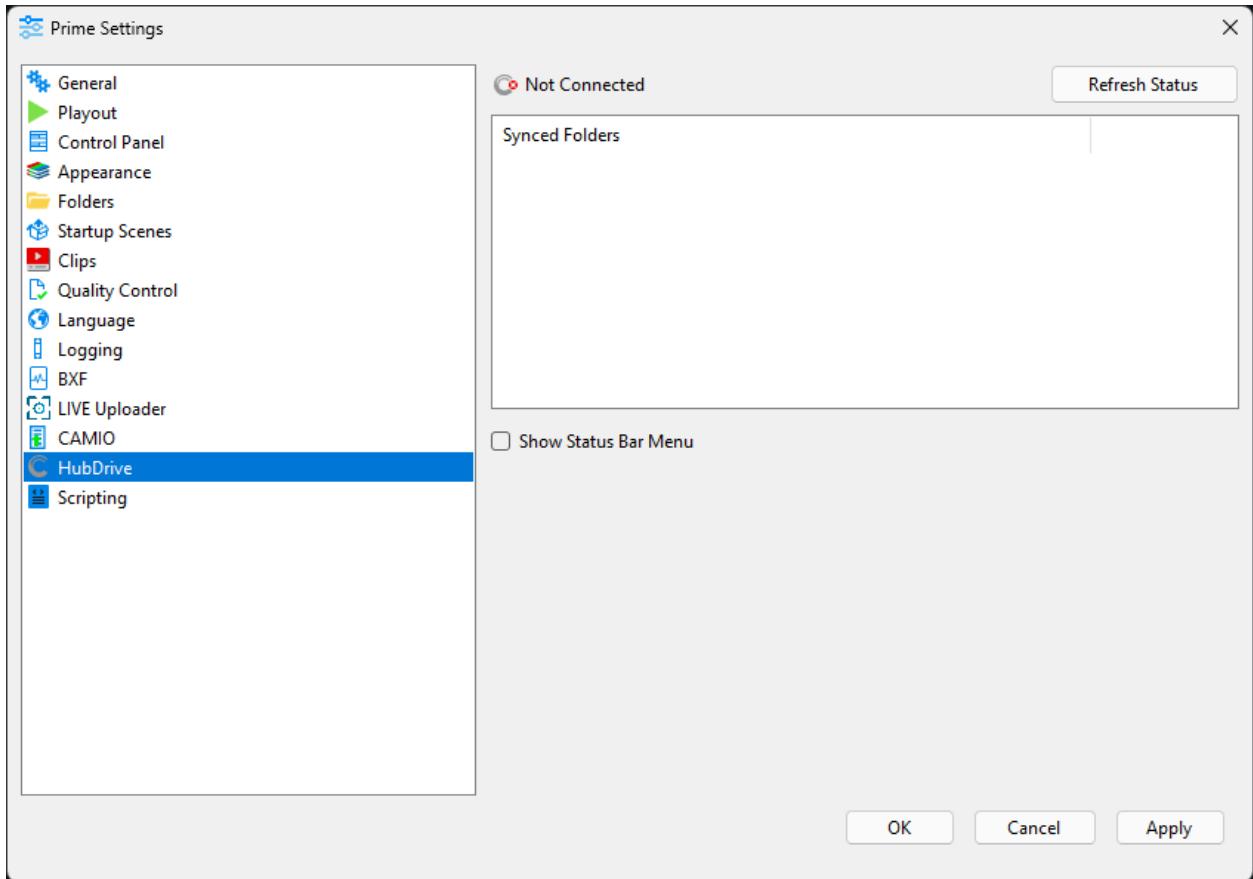 Prime Settings
General
Playout
Control Panel
Appearance
Folders
Startup Scenes
Clips
Quality Control
Language
Logging
BXF
LIVE Uploader
CAMIO
HubDrive
Scripting
Not Connected
Refresh Status
Synced Folders
Show Status Bar Menu
OK
Cancel
Apply